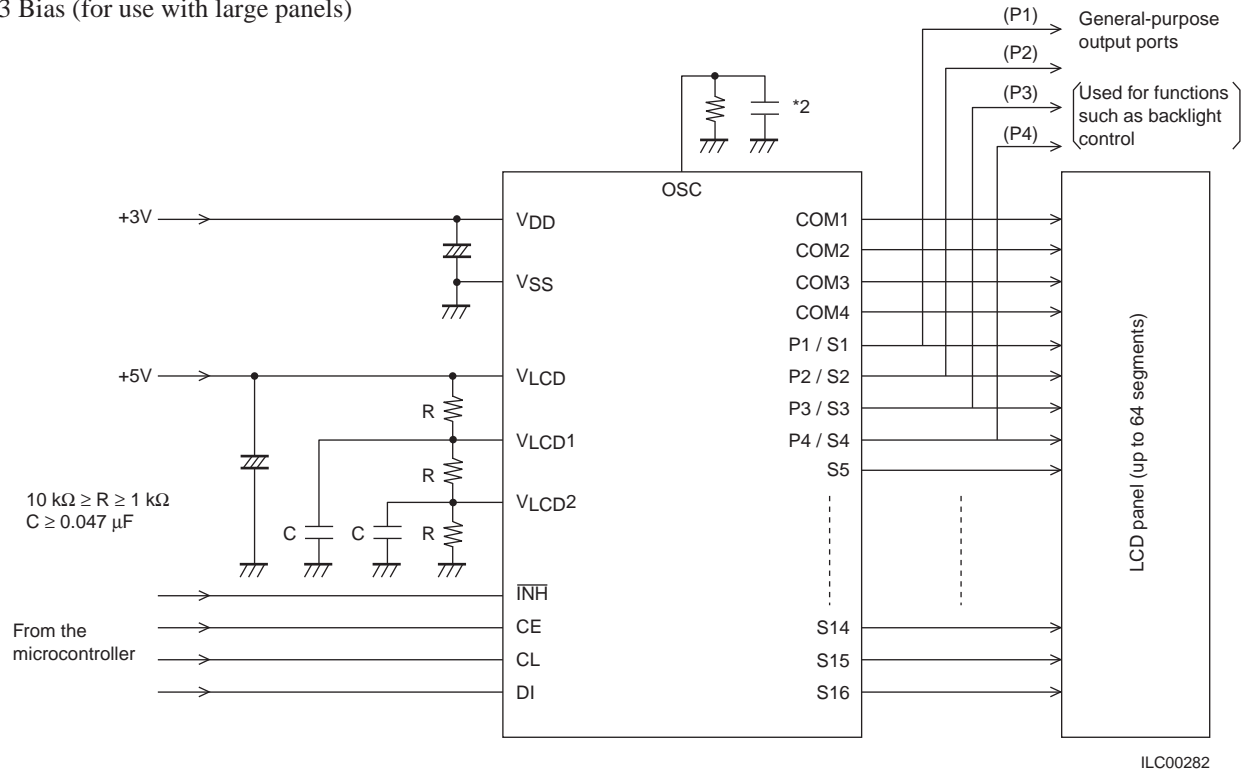 3 Bias (for use with large panels)
(P1)
General-purpose
output ports
(P2)
(P3)
Used for functions
such as backlight
control
(P4)
*2
OSC
+3V
VDD
VSS
COM1
COM2
COM3
COM4
P1 / S1
P2 / S2
P3 / S3
P4 / S4
S5
+5V
VLCD
R
VLCD1
R
VLCD2
R
C
C
10 kΩ ≥ R ≥ 1 kΩ
C ≥ 0.047 μF
INH
CE
CL
DI
From the
microcontroller
S14
S15
S16
LCD panel (up to 64 segments)
ILC00282